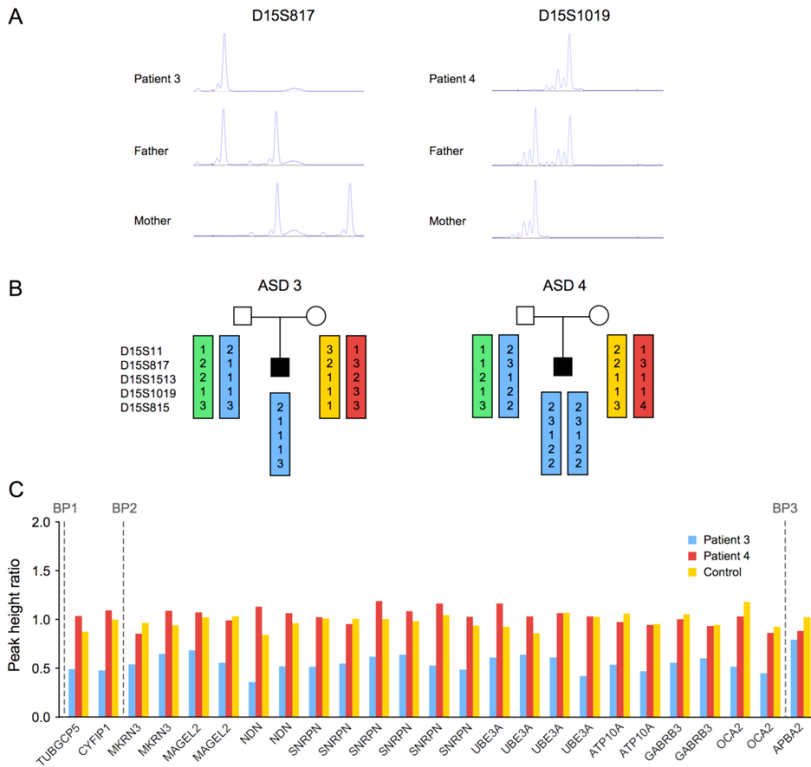 A
D15S817
D15S1019
Patient 3
Patient 4
Father
Father
Mother
Mother
B
ASD 3
ASD 4
D15S11
D15S817
D15S1513
D15S1019
D15S815
1 2 3 1
2 1 2 3
2 1 1 2
1 1 1 3
3 3 1 3
2
1
1
1
3
1 2 2 1
1 3 2 3
2 1 1 1
1 2 1 1
3 2 3 4
2 2
3 3
1 1
2 2
2 2
C
BP1
BP2
BP3
2.0
1.5
1.0
0.5
0.0
Peak height ratio
Patient 3
Patient 4
Control
TUBGCP5
CYFIP1
MKRN3
MKRN3
MAGEL2
MAGEL2
NDN
NDN
SNRPN
SNRPN
SNRPN
SNRPN
SNRPN
SNRPN
UBE3A
UBE3A
UBE3A
UBE3A
ATP10A
ATP10A
GABRB3
GABRB3
OCA2
OCA2
APBA2